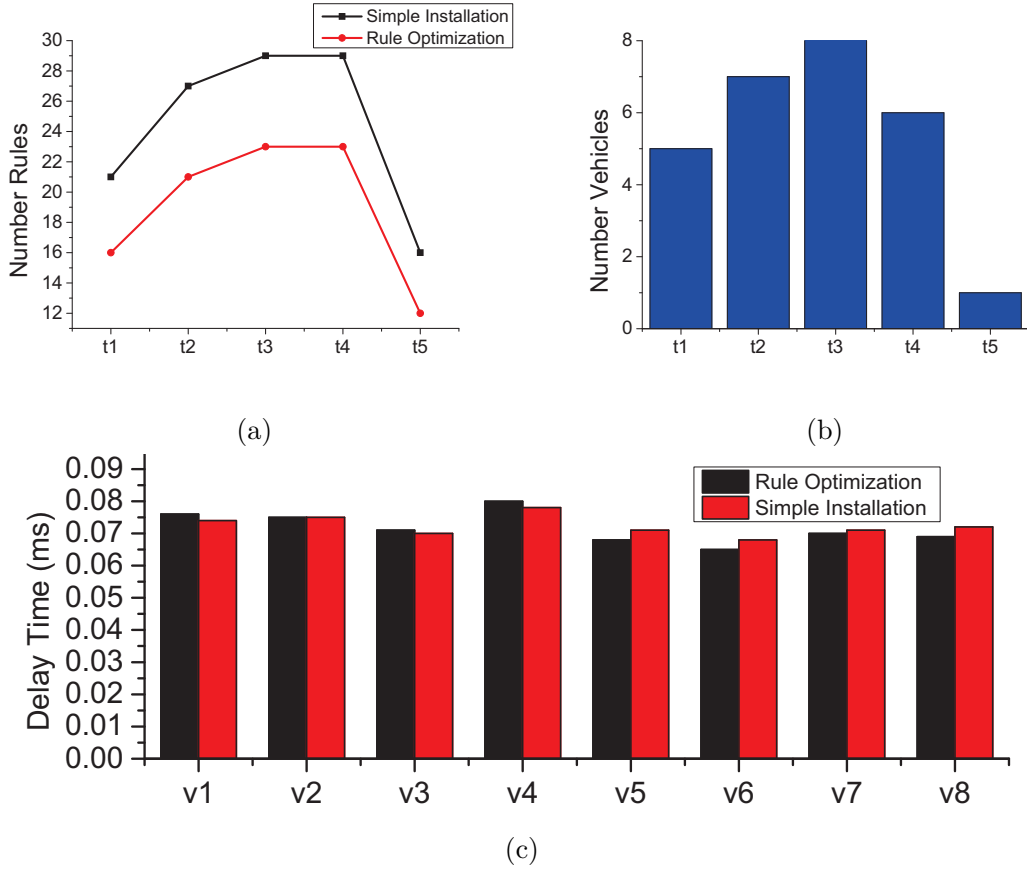 Simple Installation
Rule Optimization
30
28
26
24
22
20
18
16
14
12
Number Rules
t1 t2 t3 t4 t5
(a)
8
6
4
2
0
Number Vehicles
t1 t2 t3 t4 t5
(b)
0.09
0.08
0.07
0.06
0.05
0.04
0.03
0.02
0.01
0.00
Delay Time (ms)
Rule Optimization
Simple Installation
v1 v2 v3 v4 v5 v6 v7 v8
(c)